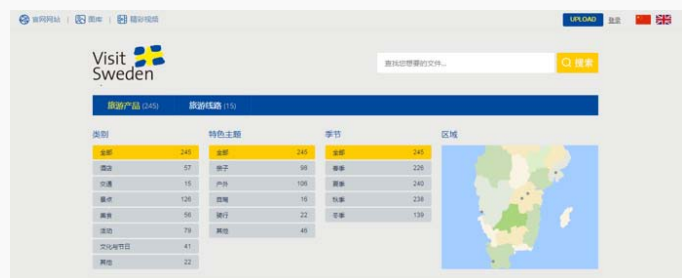 官网网站 | 图库 | 精彩视频
UPLOAD 登录
Visit
Sweden
查找您想要的文件...
搜索
旅游产品 (245) 旅游线路 (15)
类别 特色主题 季节 区域
全部 245 全部 245 全部 245
酒店 57 亲子 98 春季 226
交通 15 户外 106 夏季 240
景点 126 自驾 16 秋季 238
美食 56 骑行 22 冬季 139
活动 79 其他 46
文化与节日 41
其他 22